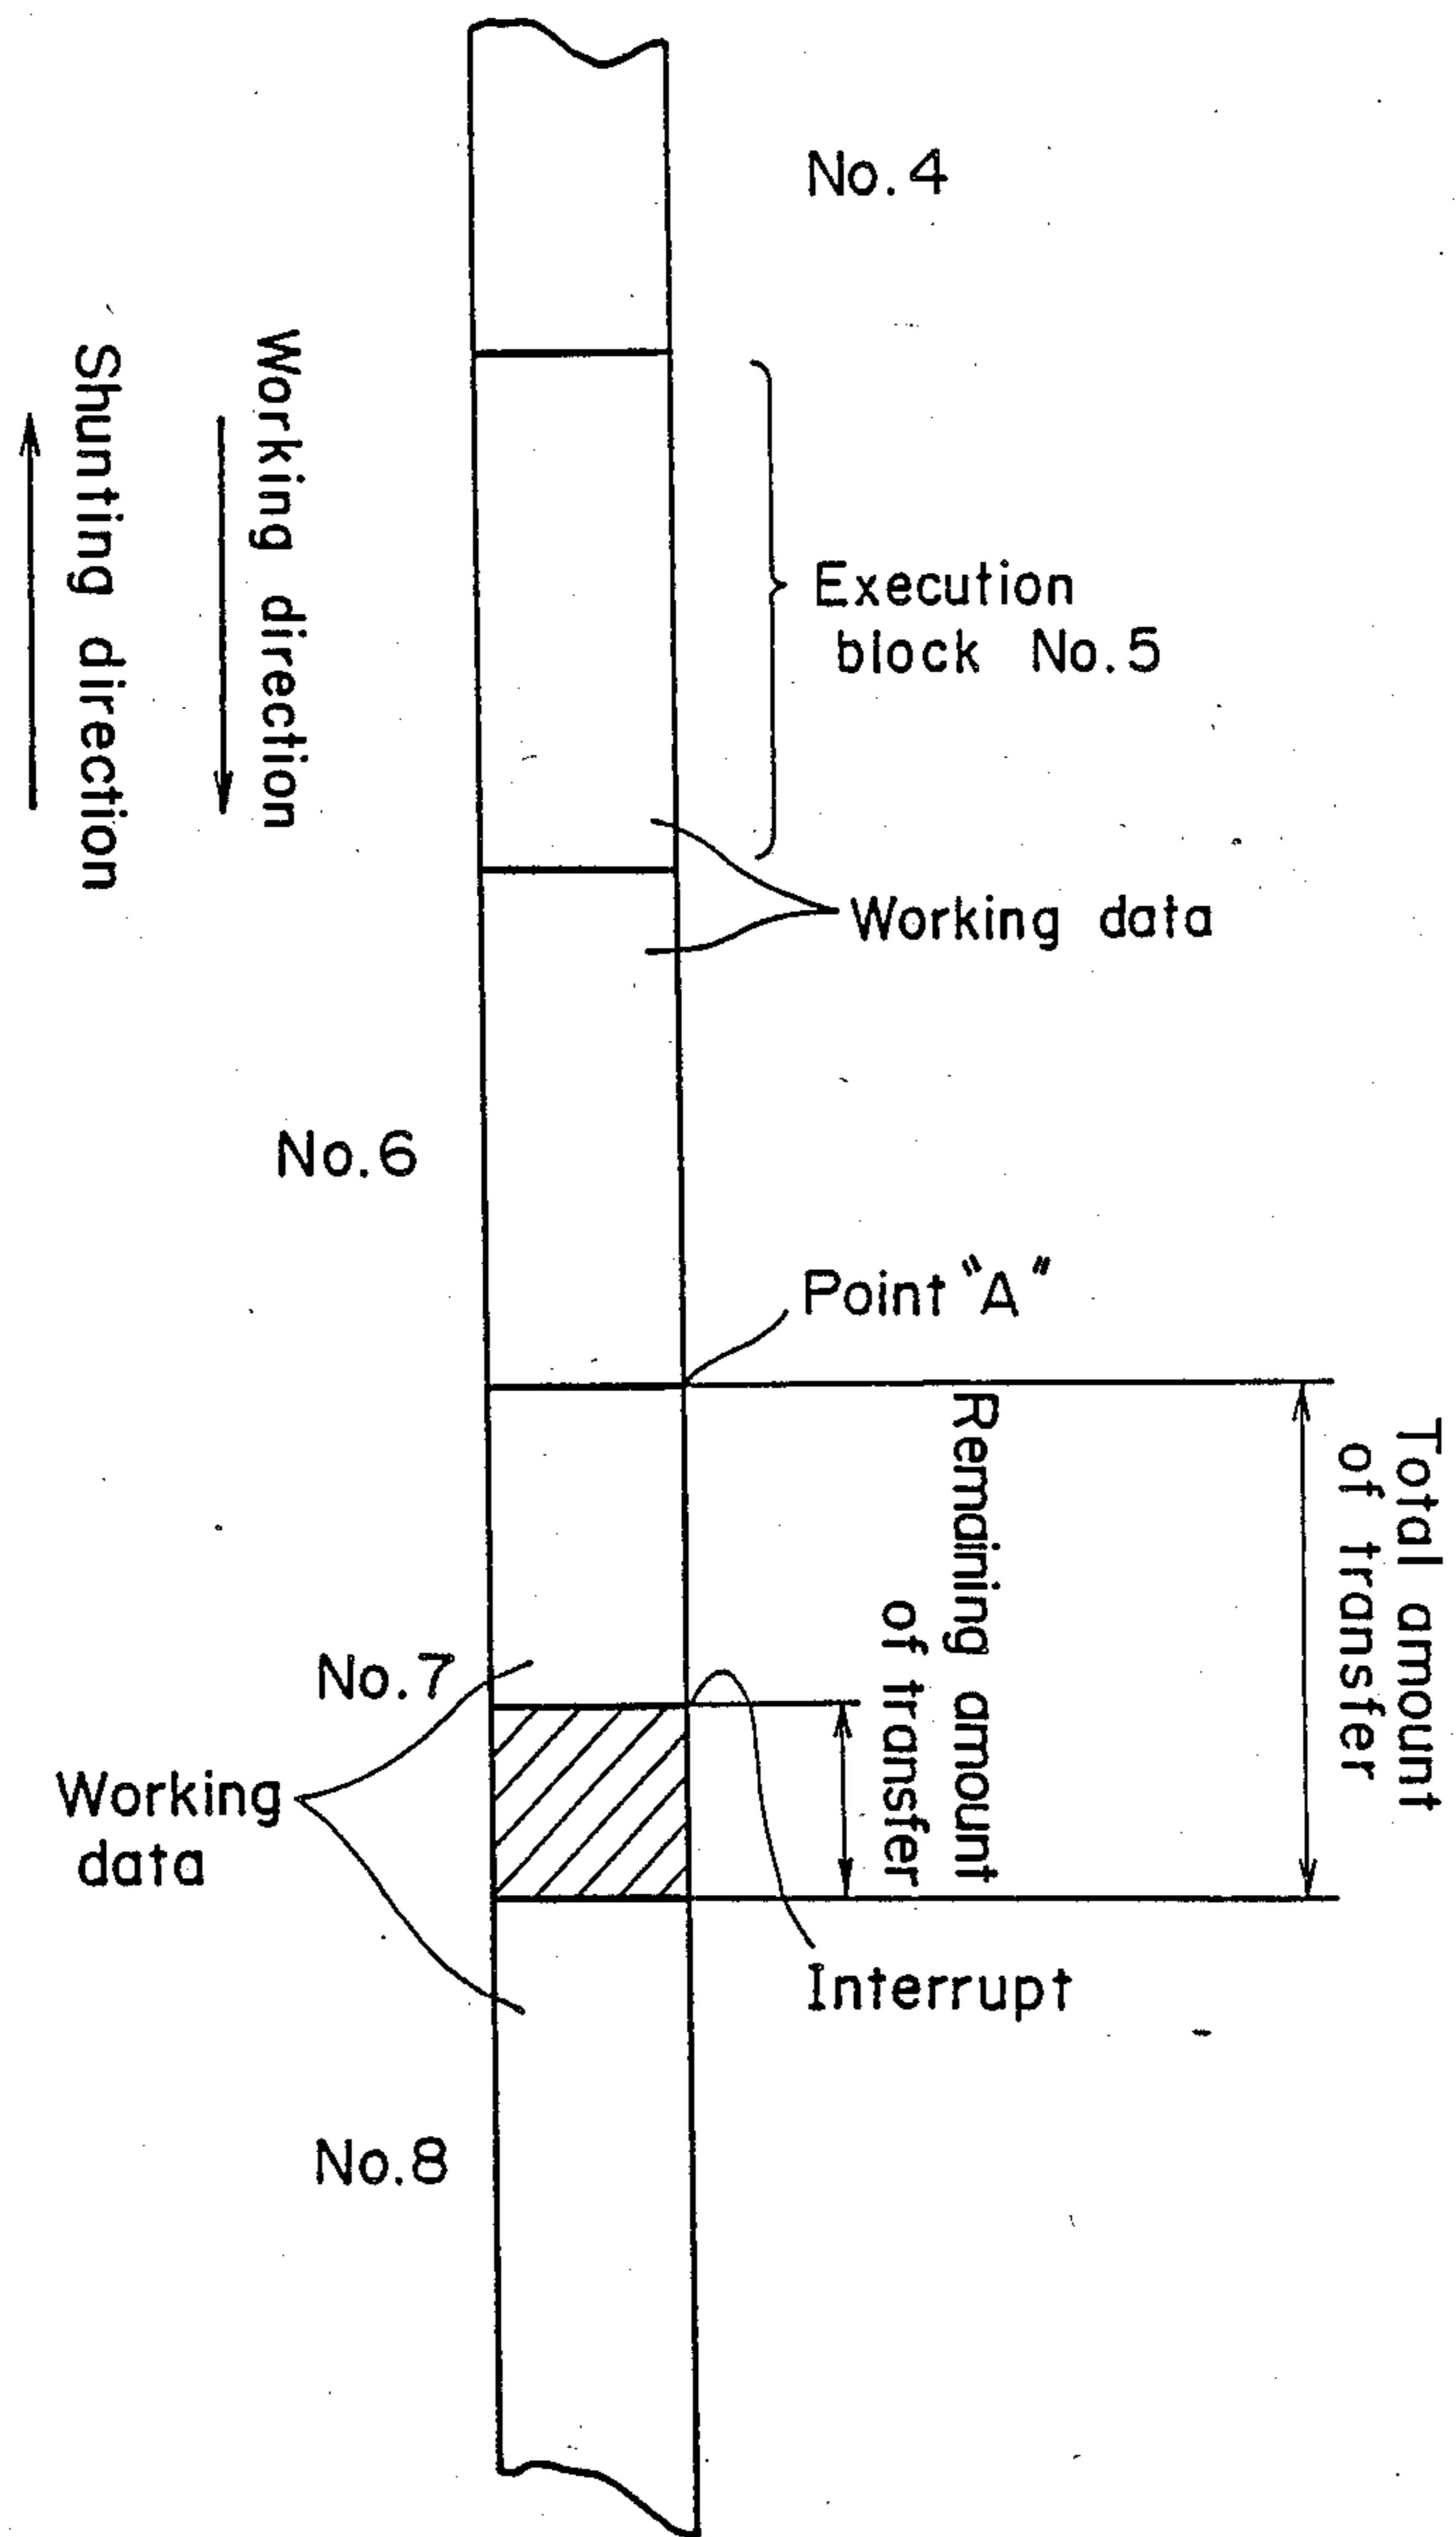 No.4
Working direction
Shunting direction
Execution
block No.5
Working data
No.6
Point "A"
Total amount
of transfer
Remaining amount
of transfer
No.7
Working
data
Interrupt
No.8